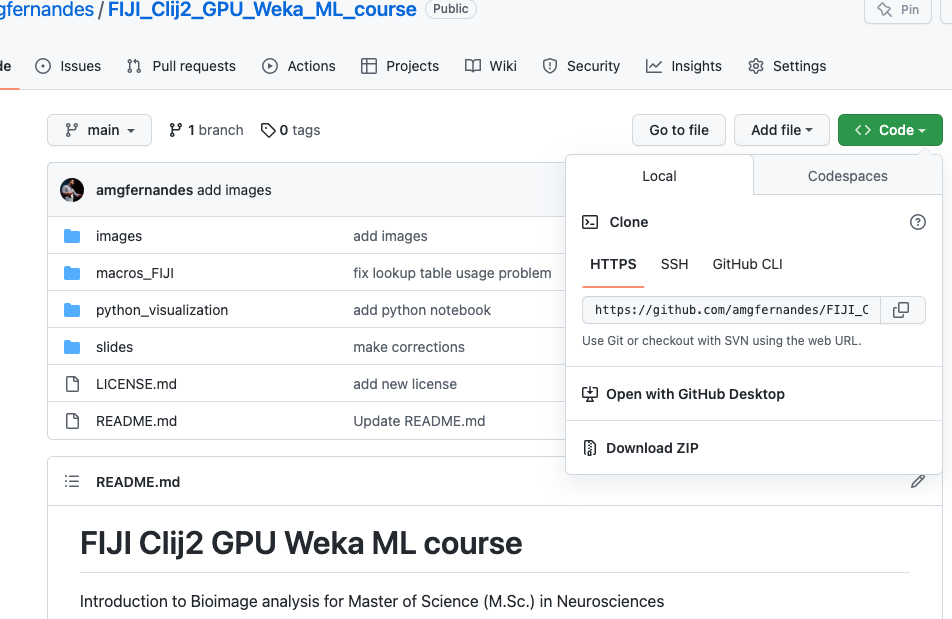 gfernandes / FIJI_Clij2_GPU_Weka_ML_course Public Pin
de Issues Pull requests Actions Projects Wiki Security Insights Settings
main 1 branch 0 tags Go to file Add file Code
amgfernandes add images
images add images
macros_FIJI fix lookup table usage problem
python_visualization add python notebook
slides make corrections
LICENSE.md add new license
README.md Update README.md
Local Codespaces
Clone
HTTPS SSH GitHub CLI
https://github.com/amgfernandes/FIJI_C
Use Git or checkout with SVN using the web URL.
Open with GitHub Desktop
Download ZIP
README.md
FIJI Clij2 GPU Weka ML course
Introduction to Bioimage analysis for Master of Science (M.Sc.) in Neurosciences